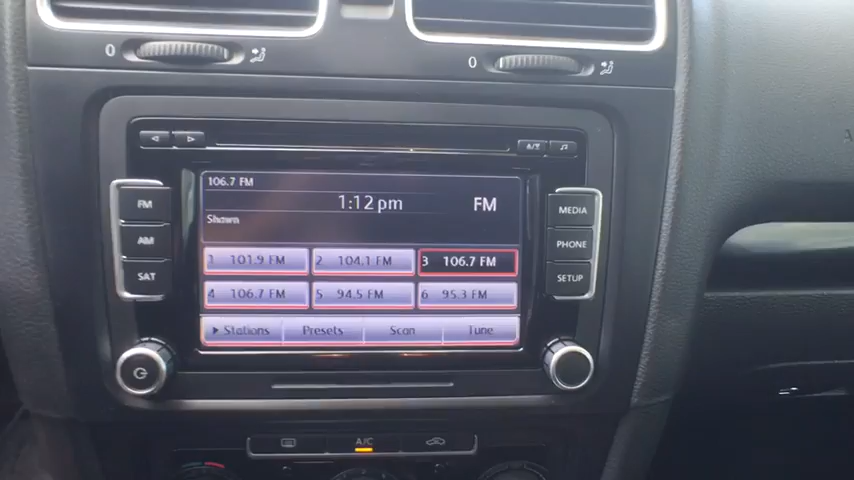 0
0
106.7 FM
1:12 pm
FM
Shawn
FM
AM
SAT
MEDIA
PHONE
SETUP
1 101.9 FM
2 104.1 FM
3 106.7 FM
4 106.7 FM
5 94.5 FM
6 95.3 FM
Stations
Presets
Scan
Tune
A/C